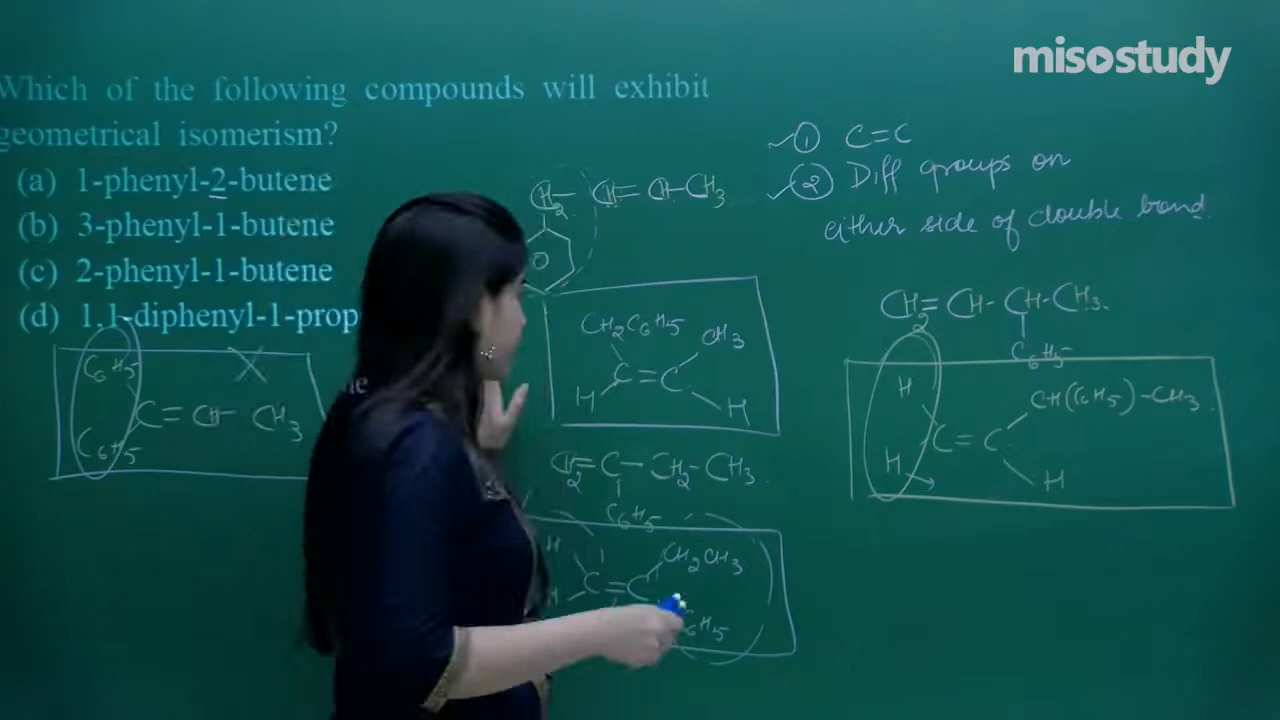 misostudy
Which of the following compounds will exhibit
geometrical isomerism?
(a) 1-phenyl-2-butene
(b) 3-phenyl-1-butene
(c) 2-phenyl-1-butene
(d) 1,1-diphenyl-1-prop
ne
① C=C
② Diff groups on
either side of double bond.
CH2- CH=CH-CH3
CH2C6H5 CH3
C=C
H H
CH2=C-CH2-CH3.
C6H5
H CH2CH3
C=C
H C6H5
CH2=CH-CH-CH3.
C6H5
H CH(C6H5)-CH3.
C=C
H H
C6H5
C=CH-CH3
C6H5